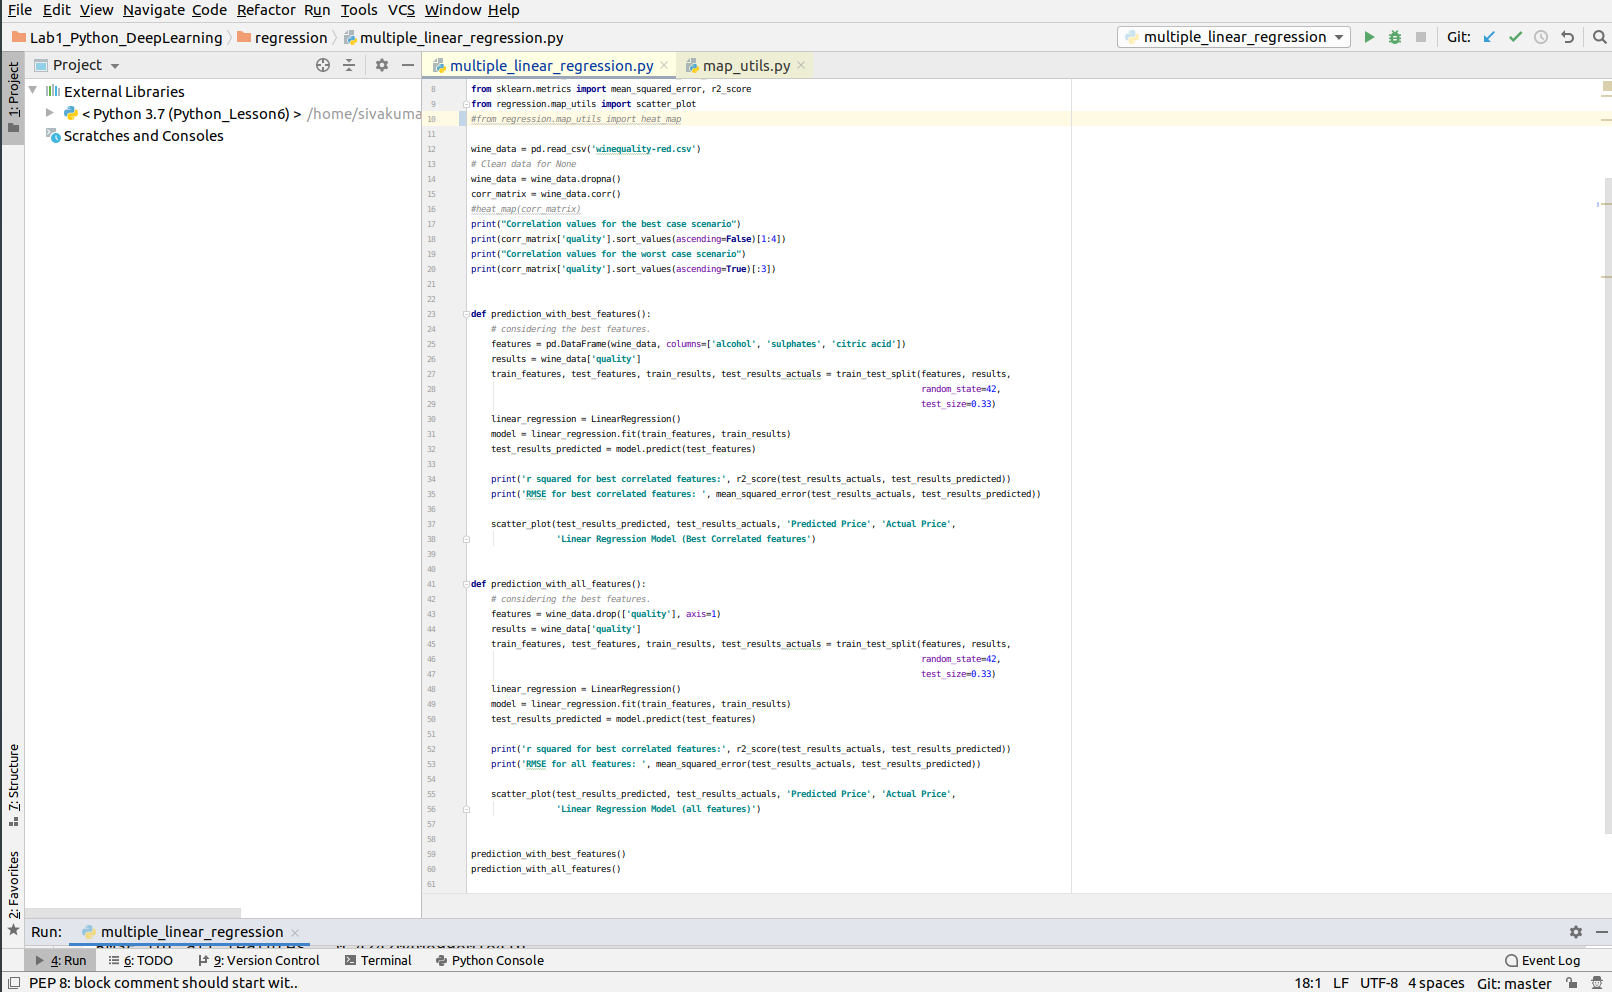 File Edit View Navigate Code Refactor Run Tools VCS Window Help
Lab1_Python_DeepLearning regression multiple_linear_regression.py multiple_linear_regression Git:
1: Project
Project
External Libraries
< Python 3.7 (Python_Lesson6) > /home/sivakuma
Scratches and Consoles
7: Structure
2: Favorites
multiple_linear_regression.py map_utils.py
8 from sklearn.metrics import mean_squared_error, r2_score
9 from regression.map_utils import scatter_plot
10 #from regression.map_utils import heat_map
11
12 wine_data = pd.read_csv('winequality-red.csv')
13 # Clean data for None
14 wine_data = wine_data.dropna()
15 corr_matrix = wine_data.corr()
16 #heat_map(corr_matrix)
17 print("Correlation values for the best case scenario")
18 print(corr_matrix['quality'].sort_values(ascending=False)[1:4])
19 print("Correlation values for the worst case scenario")
20 print(corr_matrix['quality'].sort_values(ascending=True)[:3])
21
22
23 def prediction_with_best_features():
24 # considering the best features.
25 features = pd.DataFrame(wine_data, columns=['alcohol', 'sulphates', 'citric acid'])
26 results = wine_data['quality']
27 train_features, test_features, train_results, test_results_actuals = train_test_split(features, results,
28 random_state=42,
29 test_size=0.33)
30 linear_regression = LinearRegression()
31 model = linear_regression.fit(train_features, train_results)
32 test_results_predicted = model.predict(test_features)
33
34 print('r squared for best correlated features:', r2_score(test_results_actuals, test_results_predicted))
35 print('RMSE for best correlated features: ', mean_squared_error(test_results_actuals, test_results_predicted))
36
37 scatter_plot(test_results_predicted, test_results_actuals, 'Predicted Price', 'Actual Price',
38 'Linear Regression Model (Best Correlated features')
39
40
41 def prediction_with_all_features():
42 # considering the best features.
43 features = wine_data.drop(['quality'], axis=1)
44 results = wine_data['quality']
45 train_features, test_features, train_results, test_results_actuals = train_test_split(features, results,
46 random_state=42,
47 test_size=0.33)
48 linear_regression = LinearRegression()
49 model = linear_regression.fit(train_features, train_results)
50 test_results_predicted = model.predict(test_features)
51
52 print('r squared for best correlated features:', r2_score(test_results_actuals, test_results_predicted))
53 print('RMSE for all features: ', mean_squared_error(test_results_actuals, test_results_predicted))
54
55 scatter_plot(test_results_predicted, test_results_actuals, 'Predicted Price', 'Actual Price',
56 'Linear Regression Model (all features)')
57
58
59 prediction_with_best_features()
60 prediction_with_all_features()
61
Run: multiple_linear_regression
4: Run 6: TODO 9: Version Control Terminal Python Console Event Log
PEP 8: block comment should start wit.. 18:1 LF UTF-8 4 spaces Git: master